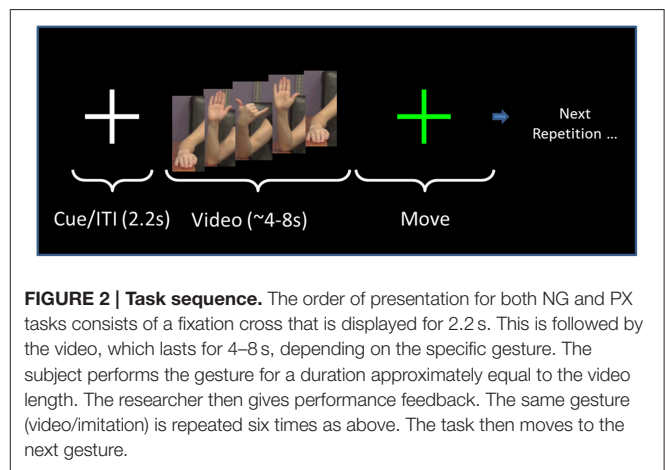 Next
Repetition ...
Cue/ITI (2.2s) Video (~4-8s) Move
FIGURE 2 | Task sequence. The order of presentation for both NG and PX
tasks consists of a fixation cross that is displayed for 2.2 s. This is followed by
the video, which lasts for 4–8 s, depending on the specific gesture. The
subject performs the gesture for a duration approximately equal to the video
length. The researcher then gives performance feedback. The same gesture
(video/imitation) is repeated six times as above. The task then moves to the
next gesture.